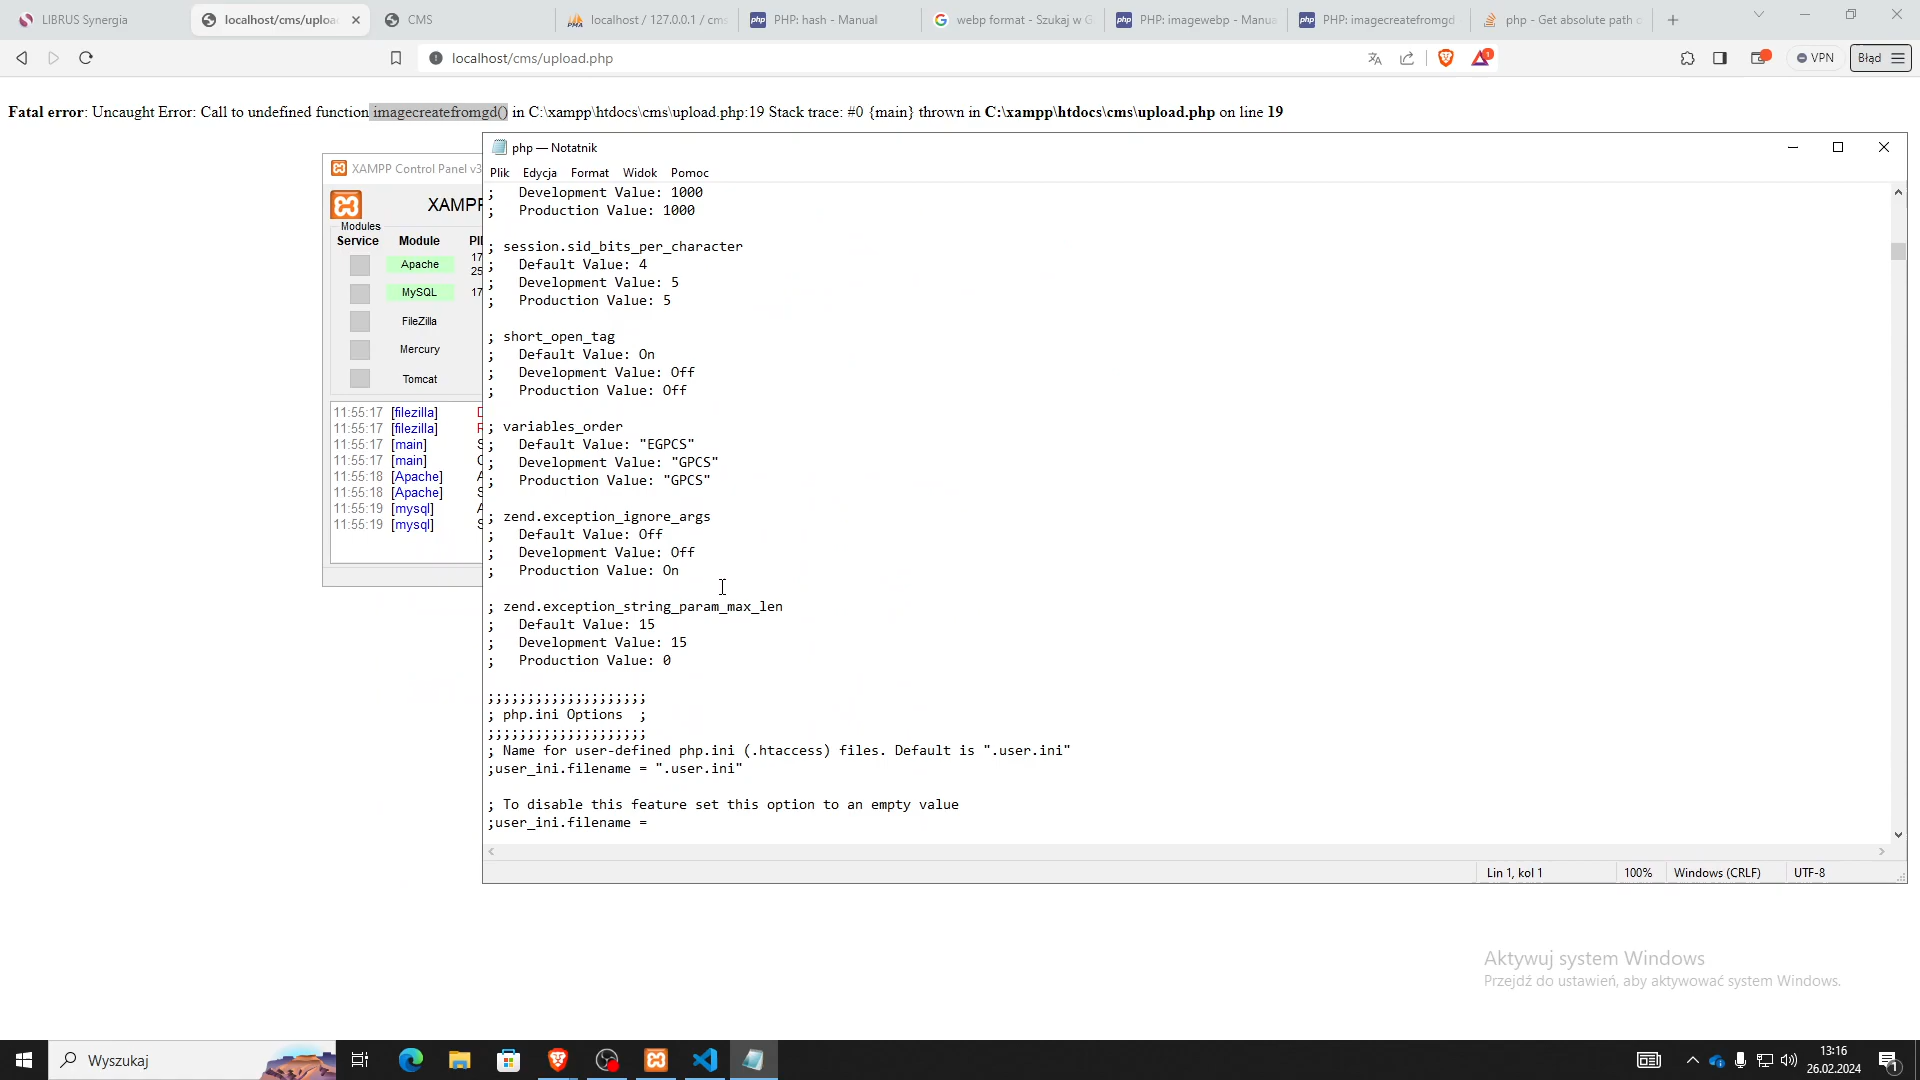 LIBRUS Synergia
localhost/cms/uploa
CMS
localhost / 127.0.0.1 / cms
PHP: hash - Manual
webp format - Szukaj w G
PHP: imagewebp - Manua
PHP: imagecreatefromgd
php - Get absolute path o
localhost/cms/upload.php
1
VPN
Błąd
Fatal error: Uncaught Error: Call to undefined function imagecreatefromgd() in C:\xampp\htdocs\cms\upload.php:19 Stack trace: #0 {main} thrown in C:\xampp\htdocs\cms\upload.php on line 19
XAMPP Control Panel v3
XAMPP
Modules
Service Module PI
Apache 17
25
MySQL 17
FileZilla
Mercury
Tomcat
11:55:17 [filezilla] D
11:55:17 [filezilla]
11:55:17 [main] S
11:55:17 [main]
11:55:18 [Apache] A
11:55:18 [Apache] S
11:55:19 [mysql] A
11:55:19 [mysql] S
php — Notatnik
Plik Edycja Format Widok Pomoc
;   Development Value: 1000
;   Production Value: 1000
; session.sid_bits_per_character
;   Default Value: 4
;   Development Value: 5
;   Production Value: 5
; short_open_tag
;   Default Value: On
;   Development Value: Off
;   Production Value: Off
; variables_order
;   Default Value: "EGPCS"
;   Development Value: "GPCS"
;   Production Value: "GPCS"
; zend.exception_ignore_args
;   Default Value: Off
;   Development Value: Off
;   Production Value: On
; zend.exception_string_param_max_len
;   Default Value: 15
;   Development Value: 15
;   Production Value: 0
;;;;;;;;;;;;;;;;;;;;
; php.ini Options  ;
;;;;;;;;;;;;;;;;;;;;
; Name for user-defined php.ini (.htaccess) files. Default is ".user.ini"
;user_ini.filename = ".user.ini"
; To disable this feature set this option to an empty value
;user_ini.filename =
Lin 1, kol 1
100%
Windows (CRLF)
UTF-8
Aktywuj system Windows
Przejdź do ustawień, aby aktywować system Windows.
Wyszukaj
13:16
26.02.2024
1